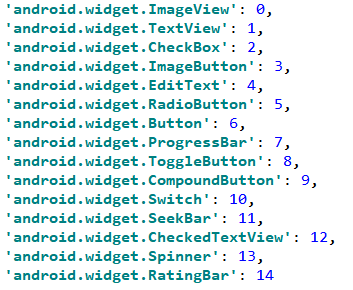 'android.widget.ImageView': 0,
'android.widget.TextView': 1,
'android.widget.CheckBox': 2,
'android.widget.ImageButton': 3,
'android.widget.EditText': 4,
'android.widget.RadioButton': 5,
'android.widget.Button': 6,
'android.widget.ProgressBar': 7,
'android.widget.ToggleButton': 8,
'android.widget.CompoundButton': 9,
'android.widget.Switch': 10,
'android.widget.SeekBar': 11,
'android.widget.CheckedTextView': 12,
'android.widget.Spinner': 13,
'android.widget.RatingBar': 14